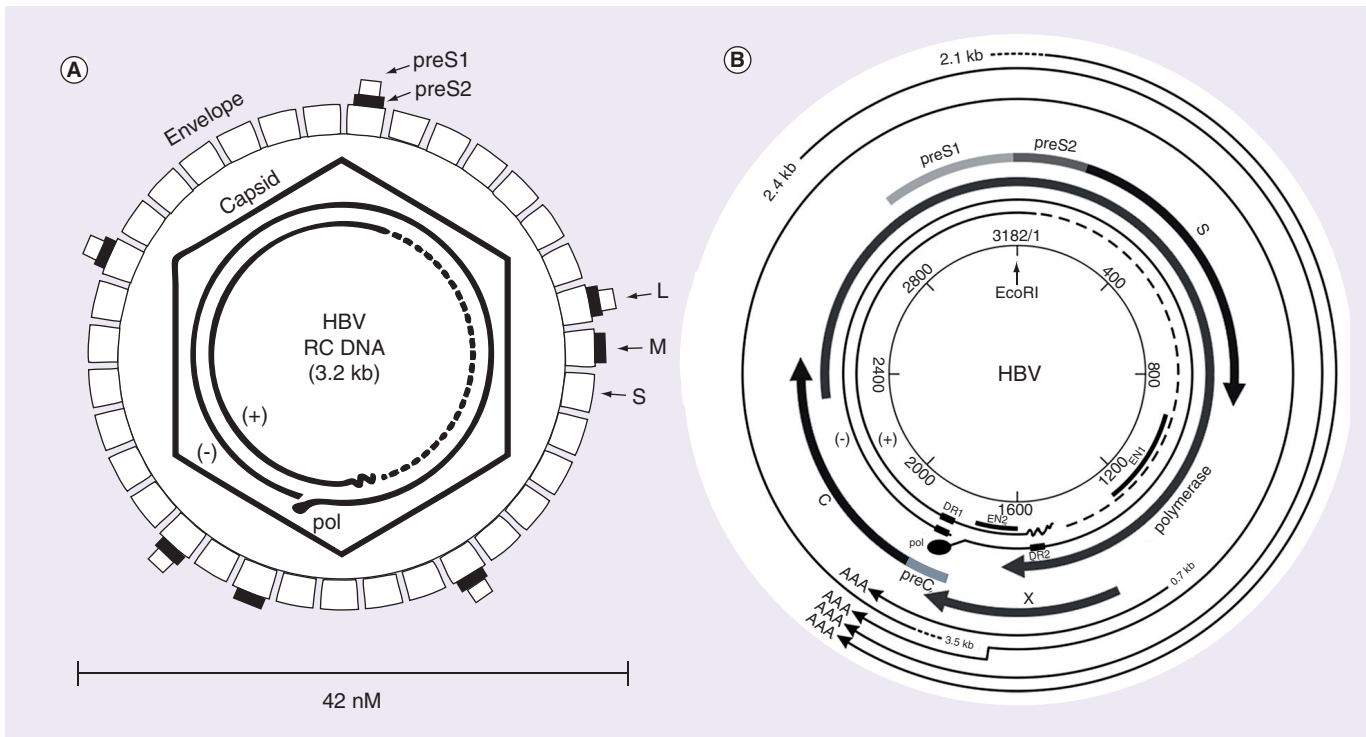 A
preS1
preS2
Envelope
Capsid
HBV
RC DNA
(3.2 kb)
(+)
(-)
pol
L
M
S
42 nM
B
2.1 kb
2.4 kb
preS1
preS2
S
3182/1
EcoRI
400
800
1200
1600
2000
2400
2800
HBV
(-)
(+)
EN1
EN2
DR1
DR2
pol
polymerase
C
preC
X
0.7 kb
3.5 kb
AAA
AAA
AAA
AAA